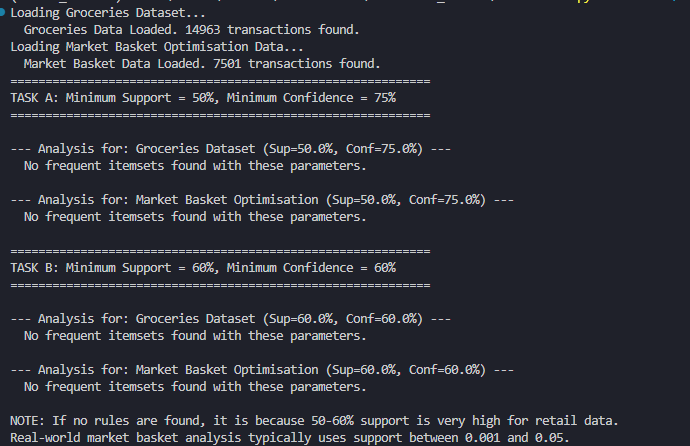 Loading Groceries Dataset...
Groceries Data Loaded. 14963 transactions found.
Loading Market Basket Optimisation Data...
Market Basket Data Loaded. 7501 transactions found.
============================================================
TASK A: Minimum Support = 50%, Minimum Confidence = 75%
============================================================
--- Analysis for: Groceries Dataset (Sup=50.0%, Conf=75.0%) ---
No frequent itemsets found with these parameters.
--- Analysis for: Market Basket Optimisation (Sup=50.0%, Conf=75.0%) ---
No frequent itemsets found with these parameters.
============================================================
TASK B: Minimum Support = 60%, Minimum Confidence = 60%
============================================================
--- Analysis for: Groceries Dataset (Sup=60.0%, Conf=60.0%) ---
No frequent itemsets found with these parameters.
--- Analysis for: Market Basket Optimisation (Sup=60.0%, Conf=60.0%) ---
No frequent itemsets found with these parameters.
NOTE: If no rules are found, it is because 50-60% support is very high for retail data.
Real-world market basket analysis typically uses support between 0.001 and 0.05.